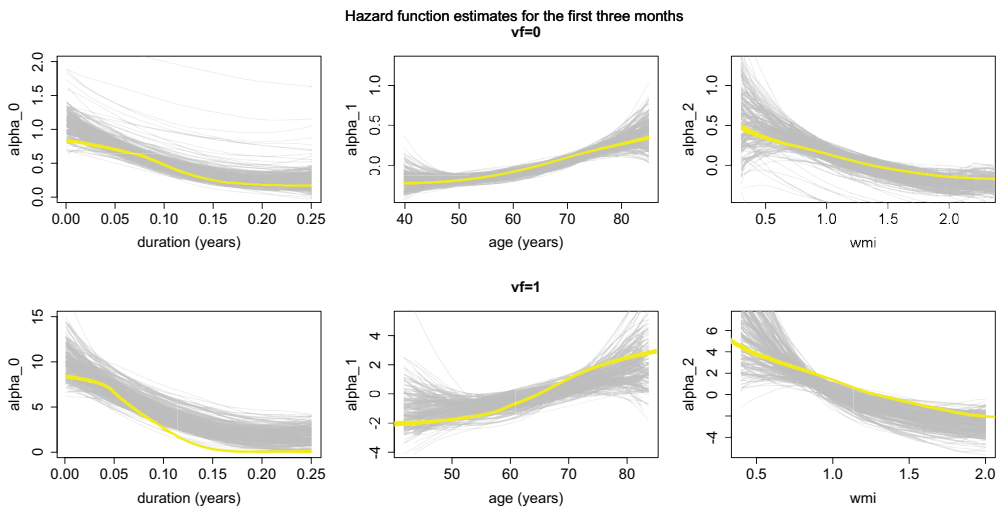 Hazard function estimates for the first three months
vf=0
alpha_0
0.0 0.5 1.0 1.5 2.0
0.00 0.05 0.10 0.15 0.20 0.25
duration (years)
alpha_1
0.0 0.5 1.0
40 50 60 70 80
age (years)
alpha_2
0.0 0.5 1.0
0.5 1.0 1.5 2.0
wmi
vf=1
alpha_0
0 5 10 15
0.00 0.05 0.10 0.15 0.20 0.25
duration (years)
alpha_1
-4 -2 0 2 4
50 60 70 80
age (years)
alpha_2
-4 0 2 4 6
0.5 1.0 1.5 2.0
wmi